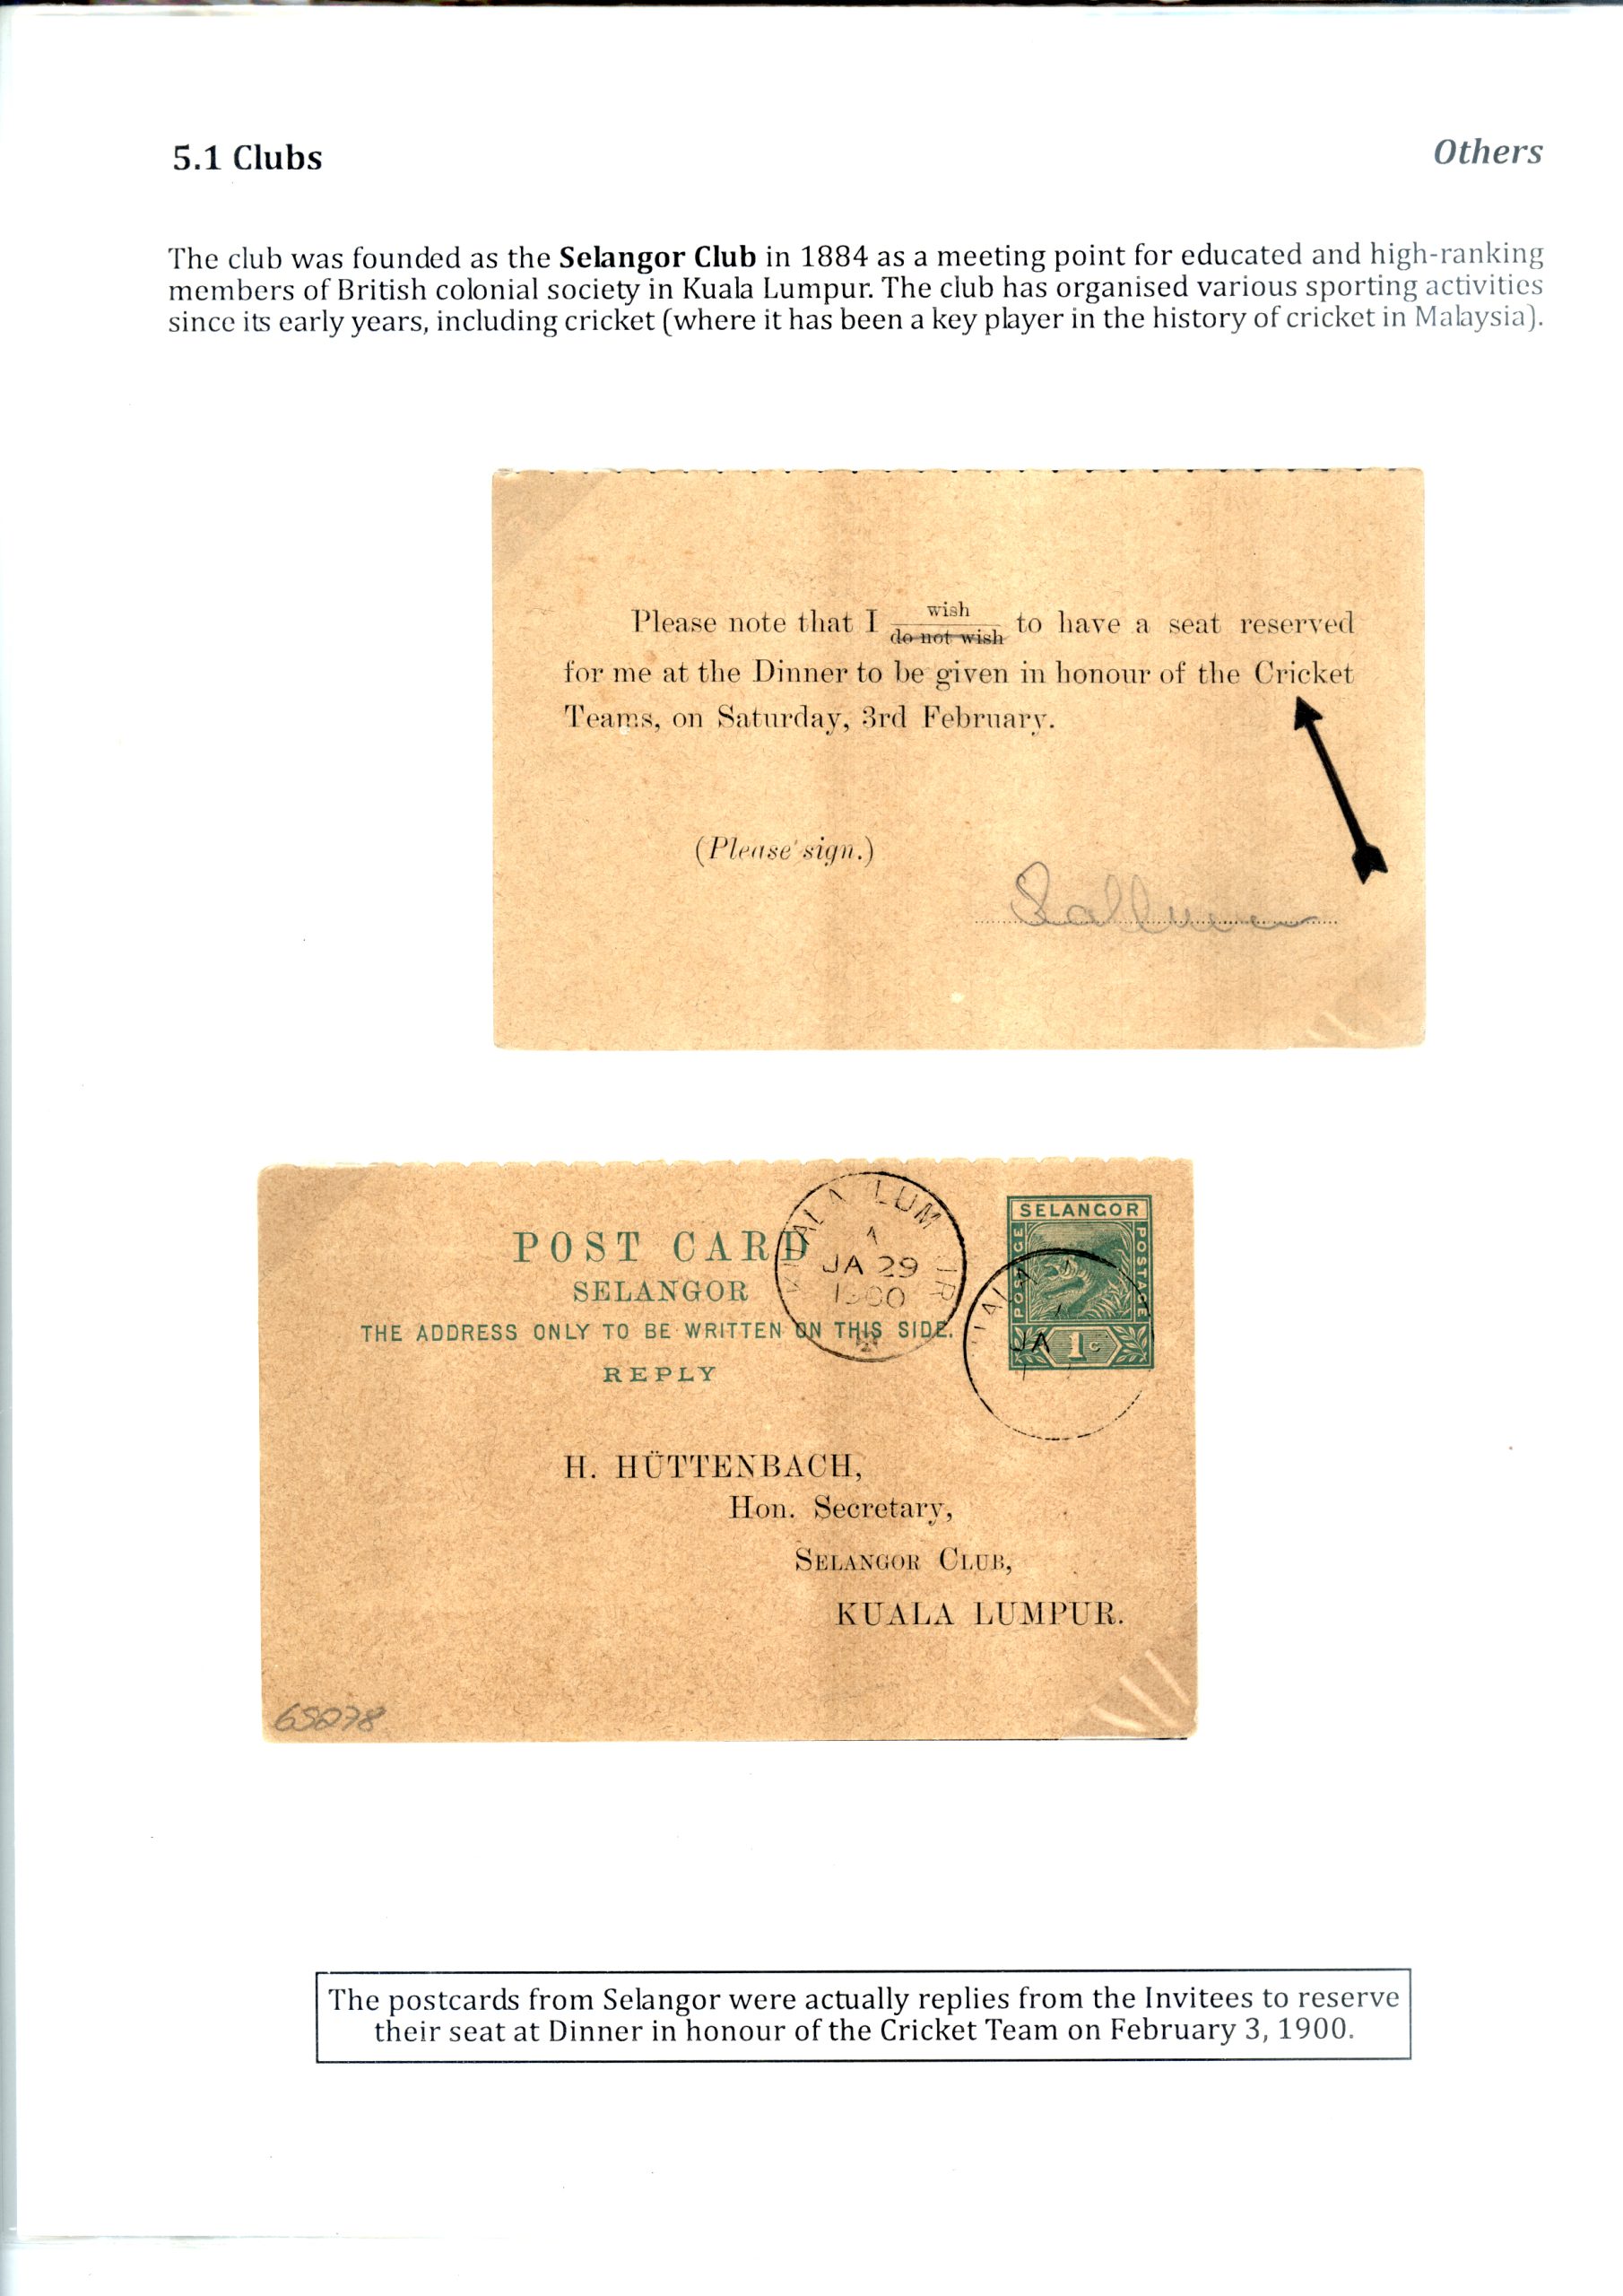 5.1 Clubs
Others
The club was founded as the Selangor Club in 1884 as a meeting point for educated and high-ranking
members of British colonial society in Kuala Lumpur. The club has organised various sporting activities
since its early years, including cricket (where it has been a key player in the history of cricket in Malaysia).
wish
Please note that I do not wish to have a seat reserved
for me at the Dinner to be given in honour of the Cricket
Teams, on Saturday, 3rd February.
(Please sign.)
POST CARD
SELANGOR
THE ADDRESS ONLY TO BE WRITTEN ON THIS SIDE.
REPLY
A
JA 29
1900
SELANGOR
POSTAGE
POSTAGE
1c
JA
H. HÜTTENBACH,
Hon. Secretary,
SELANGOR CLUB,
KUALA LUMPUR.
65278
The postcards from Selangor were actually replies from the Invitees to reserve
their seat at Dinner in honour of the Cricket Team on February 3, 1900.